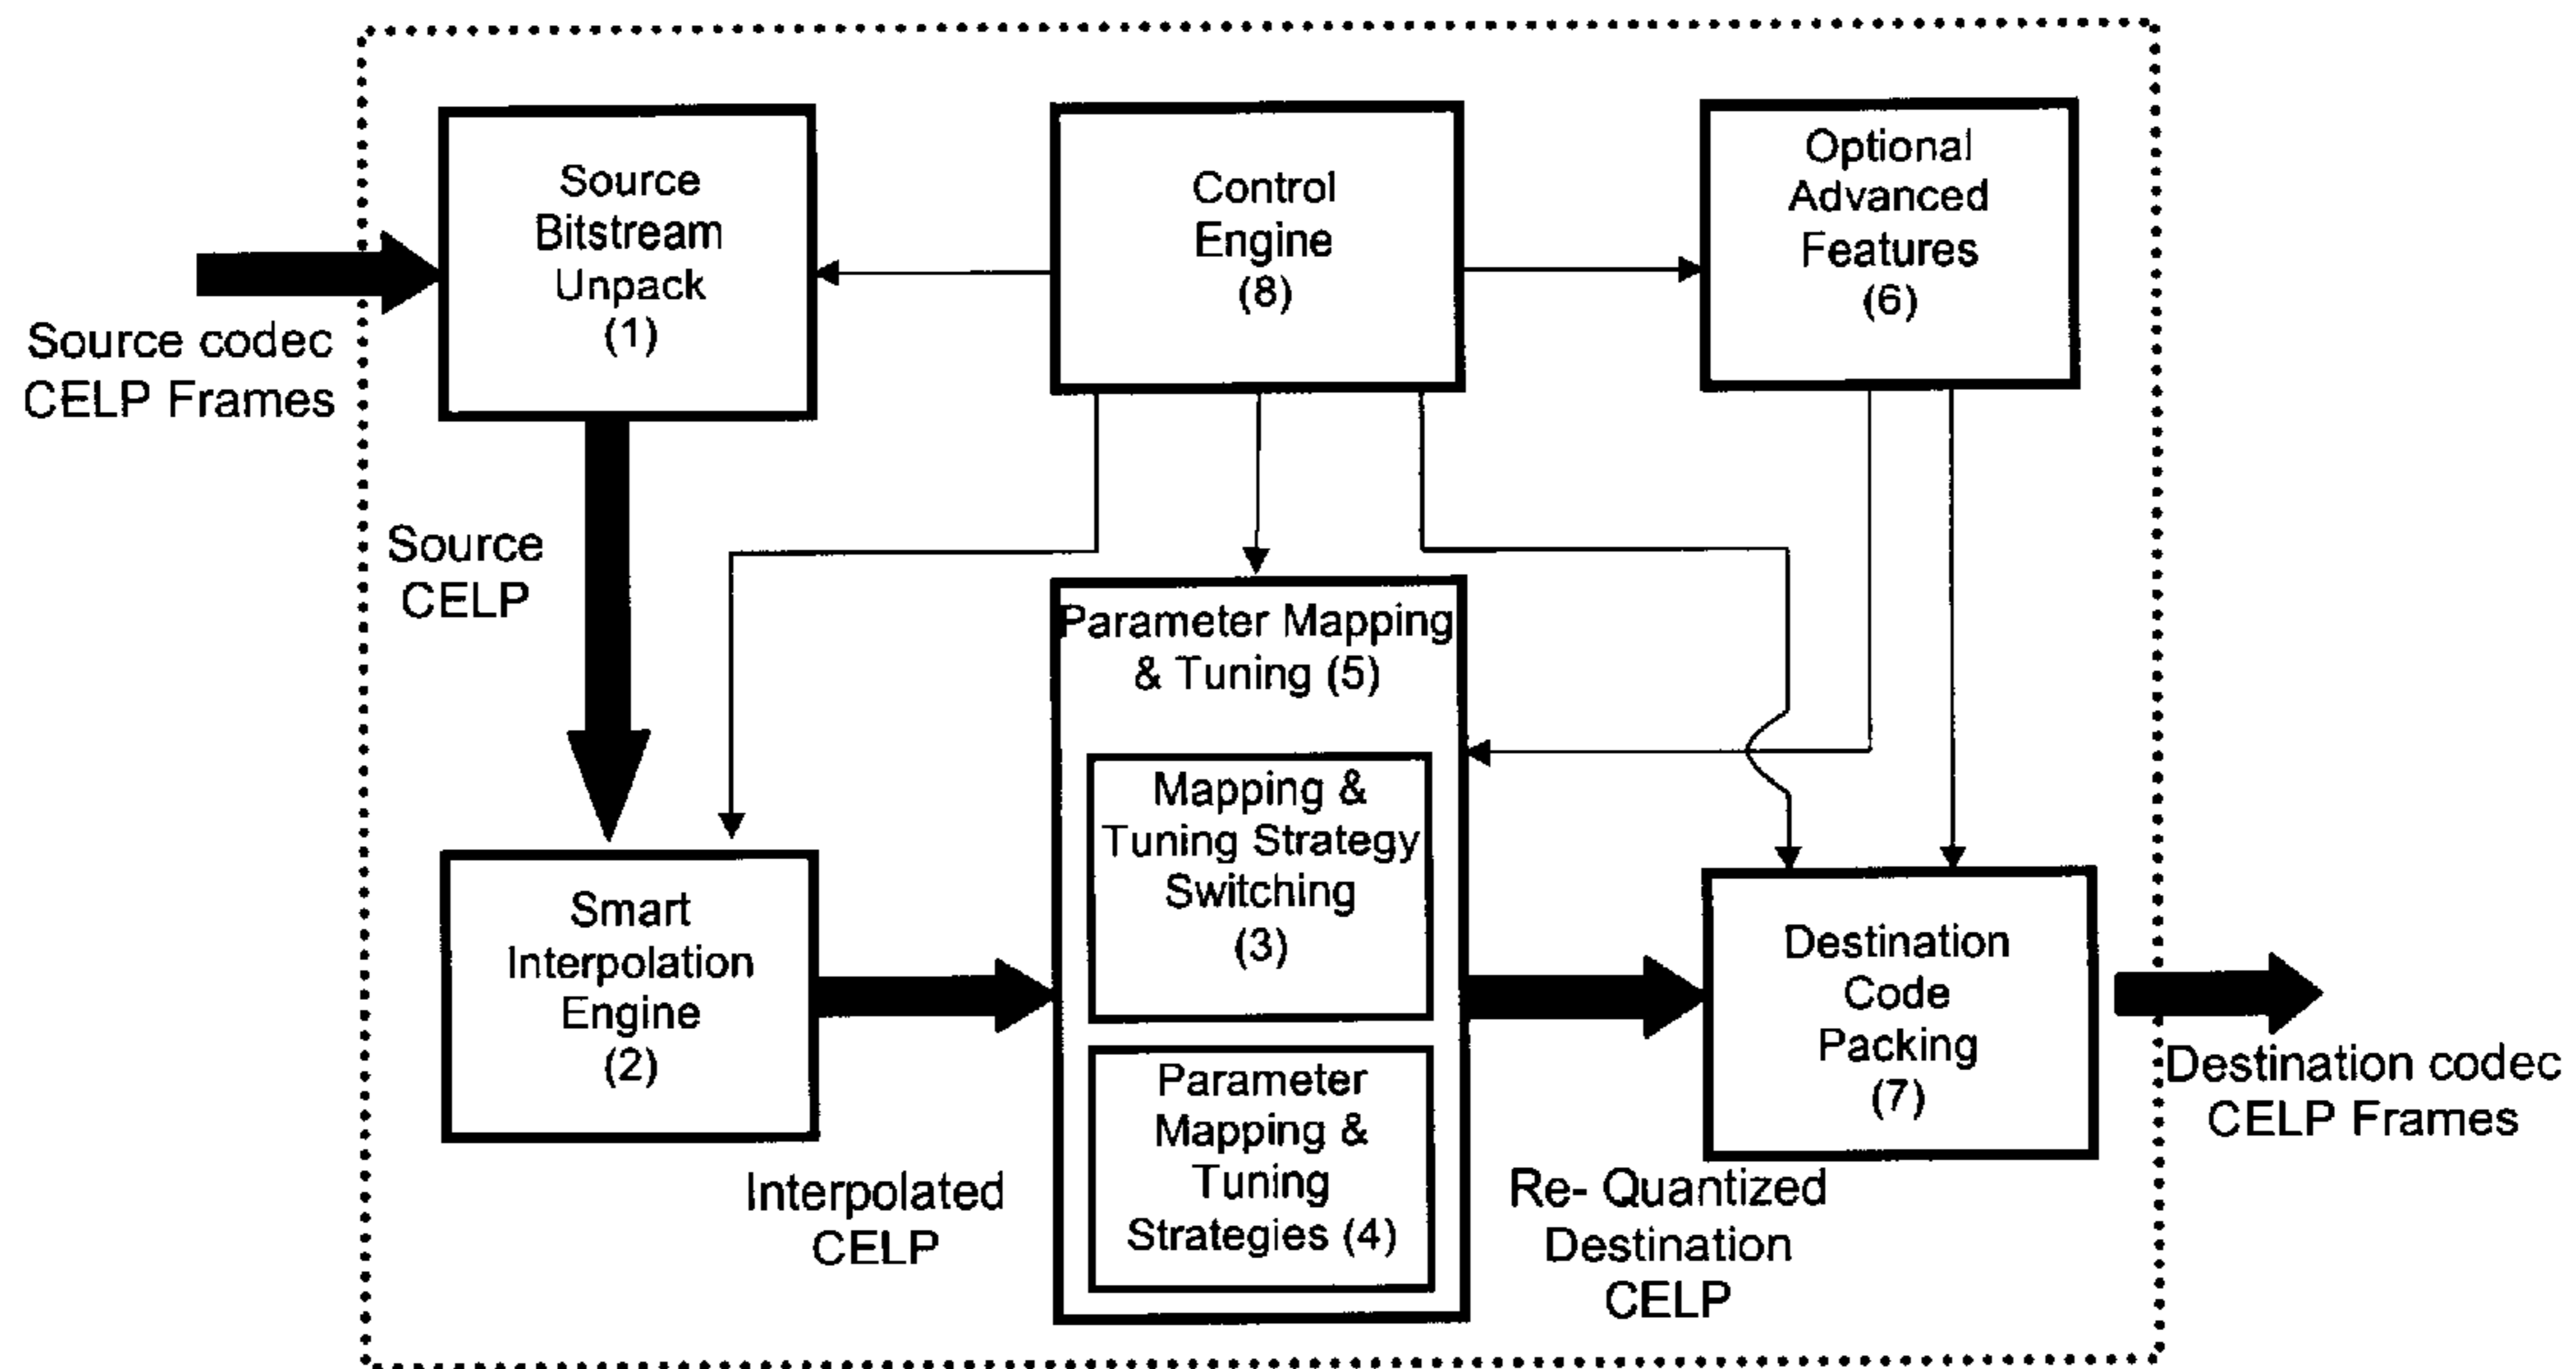 Source
Bitstream
Unpack
(1)
Control
Engine
(8)
Optional
Advanced
Features
(6)
Source codec
CELP Frames
Source
CELP
Parameter Mapping
& Tuning (5)
Mapping &
Tuning Strategy
Switching
(3)
Parameter
Mapping &
Tuning
Strategies (4)
Smart
Interpolation
Engine
(2)
Interpolated
CELP
Destination
Code
Packing
(7)
Re- Quantized
Destination
CELP
Destination codec
CELP Frames